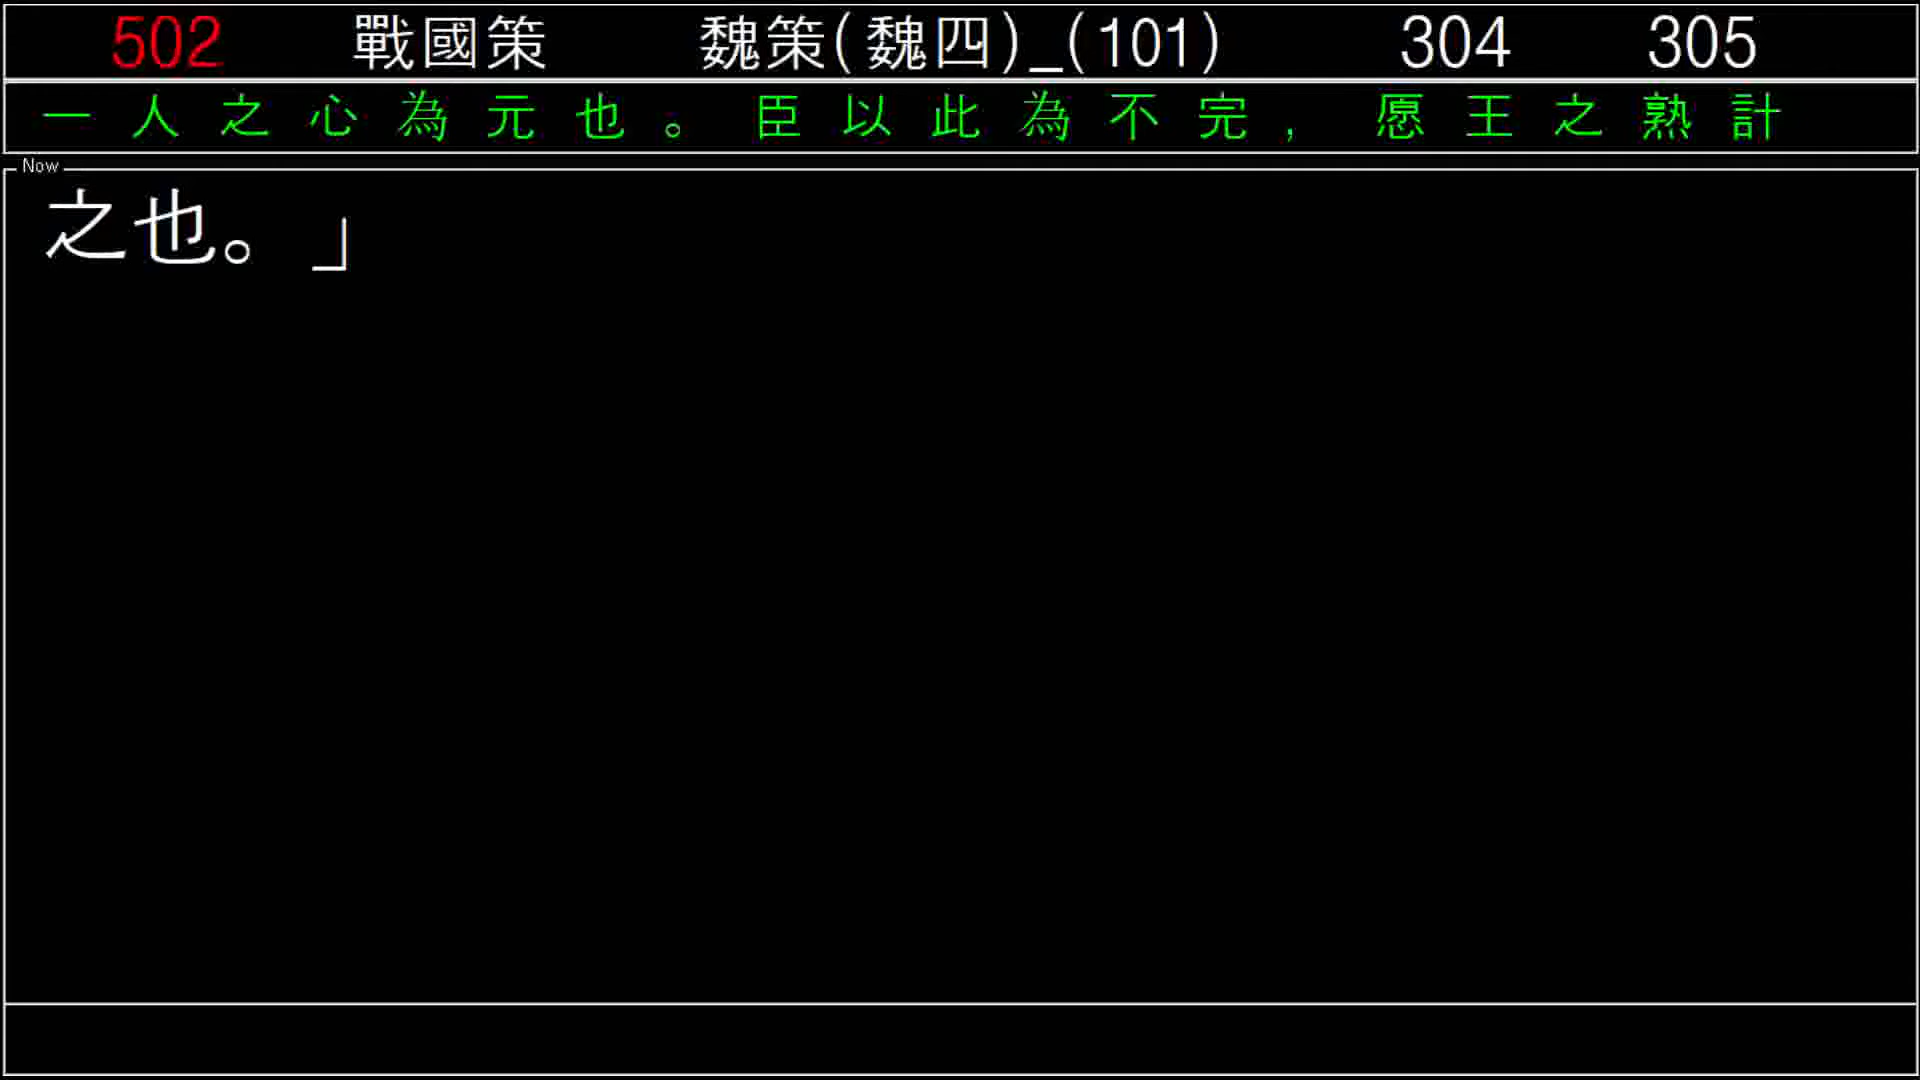 502 戰國策 魏策(魏四)_(101) 304 305
一人之心為元也。臣以此為不完,愿王之熟計
Now
之也。」